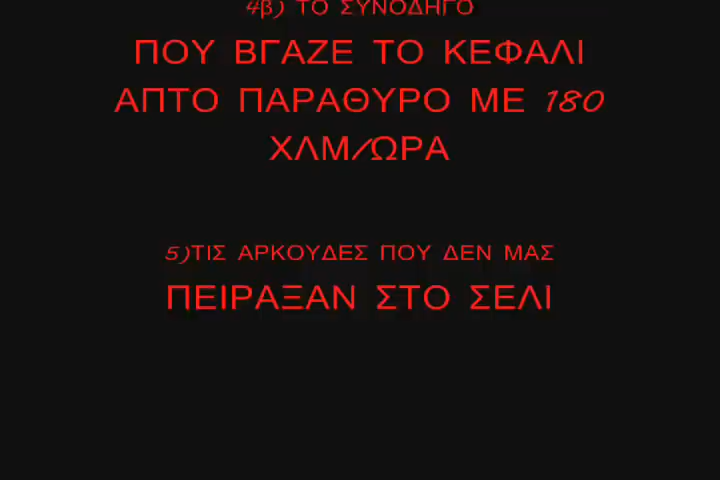 4β) ΤΟ ΣΥΝΟΔΗΓΟ
ΠΟΥ ΒΓΑΖΕ ΤΟ ΚΕΦΑΛΙ
ΑΠΤΟ ΠΑΡΑΘΥΡΟ ΜΕ 180
ΧΛΜ/ΩΡΑ
5)ΤΙΣ ΑΡΚΟΥΔΕΣ ΠΟΥ ΔΕΝ ΜΑΣ
ΠΕΙΡΑΞΑΝ ΣΤΟ ΣΕΛΙ